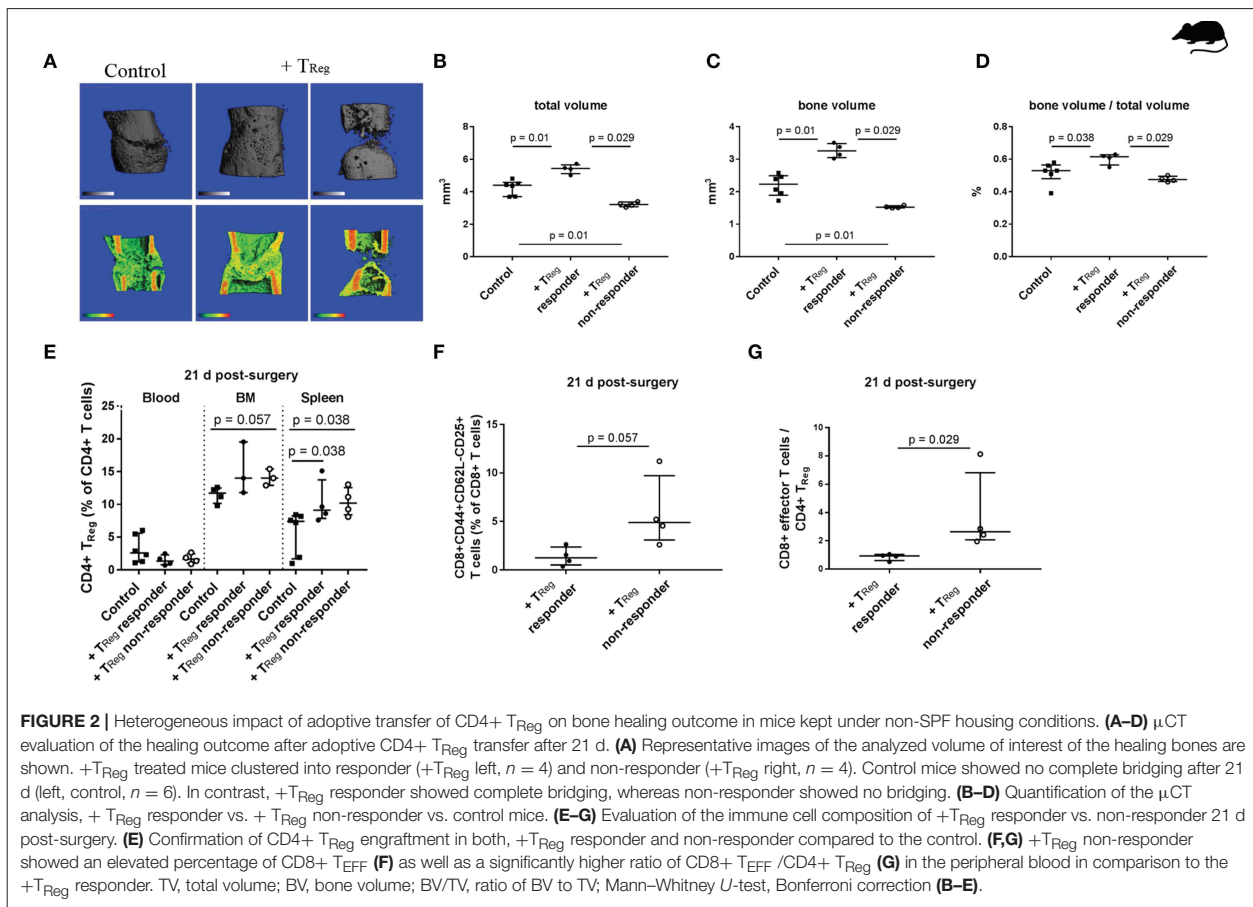 A
Control
+ TReg
B
total volume
mm3
8
6
4
2
0
p = 0.01
p = 0.029
p = 0.01
Control
+ TReg
responder
+ TReg
non-responder
C
bone volume
mm3
4
3
2
1
0
p = 0.01
p = 0.029
p = 0.01
Control
+ TReg
responder
+ TReg
non-responder
D
bone volume / total volume
%
0.8
0.6
0.4
0.2
0.0
p = 0.038
p = 0.029
Control
+ TReg
responder
+ TReg
non-responder
E
21 d post-surgery
Blood
BM
Spleen
p = 0.057
p = 0.038
p = 0.038
CD4+ TReg (% of CD4+ T cells)
25
20
15
10
5
0
Control
+ TReg responder
+ TReg non-responder
Control
+ TReg responder
+ TReg non-responder
Control
+ TReg responder
+ TReg non-responder
F
21 d post-surgery
CD8+CD44+CD62L-CD25+
T cells (% of CD8+ T cells)
15
10
5
0
p = 0.057
+ TReg
responder
+ TReg
non-responder
G
21 d post-surgery
CD8+ effector T cells /
CD4+ TReg
10
8
6
4
2
0
p = 0.029
+ TReg
responder
+ TReg
non-responder
FIGURE 2 | Heterogeneous impact of adoptive transfer of CD4+ TReg on bone healing outcome in mice kept under non-SPF housing conditions. (A–D) μCT
evaluation of the healing outcome after adoptive CD4+ TReg transfer after 21 d. (A) Representative images of the analyzed volume of interest of the healing bones are
shown. +TReg treated mice clustered into responder (+TReg left, n = 4) and non-responder (+TReg right, n = 4). Control mice showed no complete bridging after 21
d (left, control, n = 6). In contrast, +TReg responder showed complete bridging, whereas non-responder showed no bridging. (B–D) Quantification of the μCT
analysis, + TReg responder vs. + TReg non-responder vs. control mice. (E–G) Evaluation of the immune cell composition of +TReg responder vs. non-responder 21 d
post-surgery. (E) Confirmation of CD4+ TReg engraftment in both, +TReg responder and non-responder compared to the control. (F,G) +TReg non-responder
showed an elevated percentage of CD8+ TEFF (F) as well as a significantly higher ratio of CD8+ TEFF /CD4+ TReg (G) in the peripheral blood in comparison to the
+TReg responder. TV, total volume; BV, bone volume; BV/TV, ratio of BV to TV; Mann–Whitney U-test, Bonferroni correction (B–E).